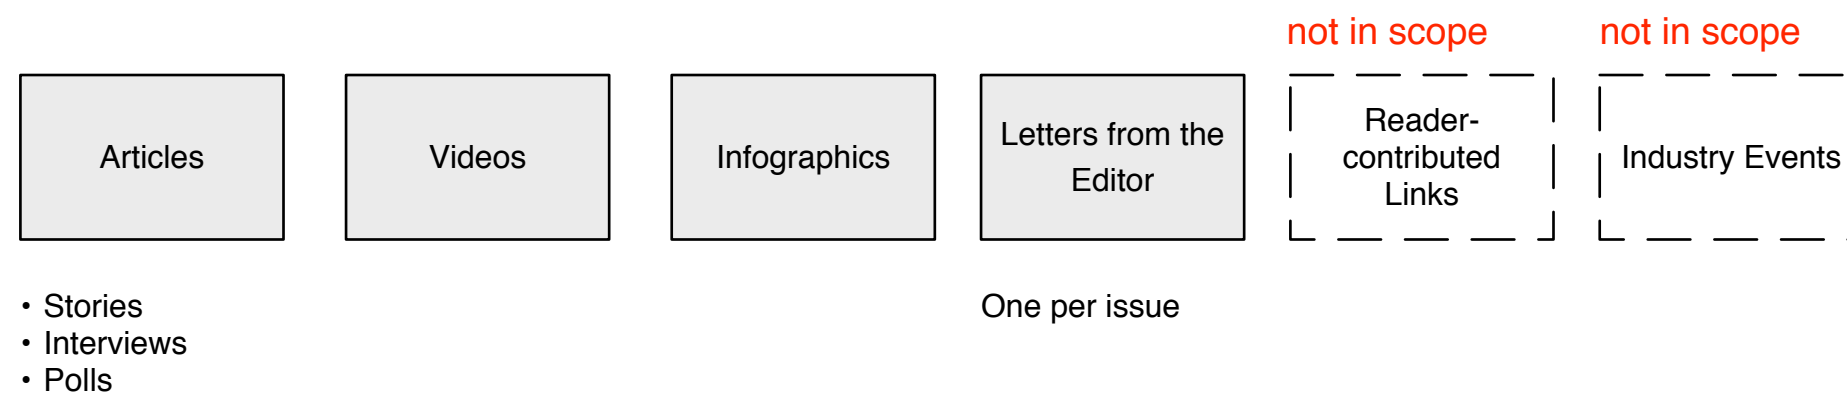 not in scope
not in scope
Articles
Videos
Infographics
Letters from the
Editor
Reader-
contributed
Links
Industry Events
• Stories
• Interviews
• Polls
One per issue